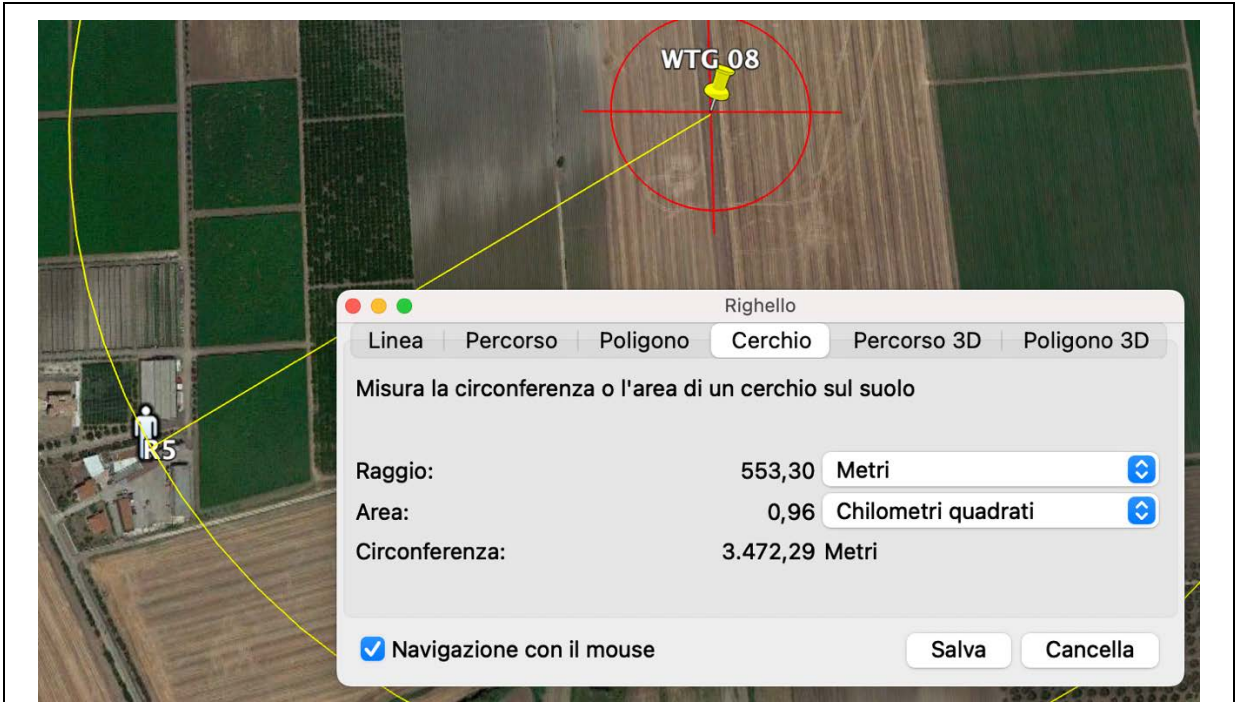 WTG 08
R5
Righello
Linea Percorso Poligono Cerchio Percorso 3D Poligono 3D
Misura la circonferenza o l'area di un cerchio sul suolo
Raggio: 553,30 Metri
Area: 0,96 Chilometri quadrati
Circonferenza: 3.472,29 Metri
Navigazione con il mouse Salva Cancella